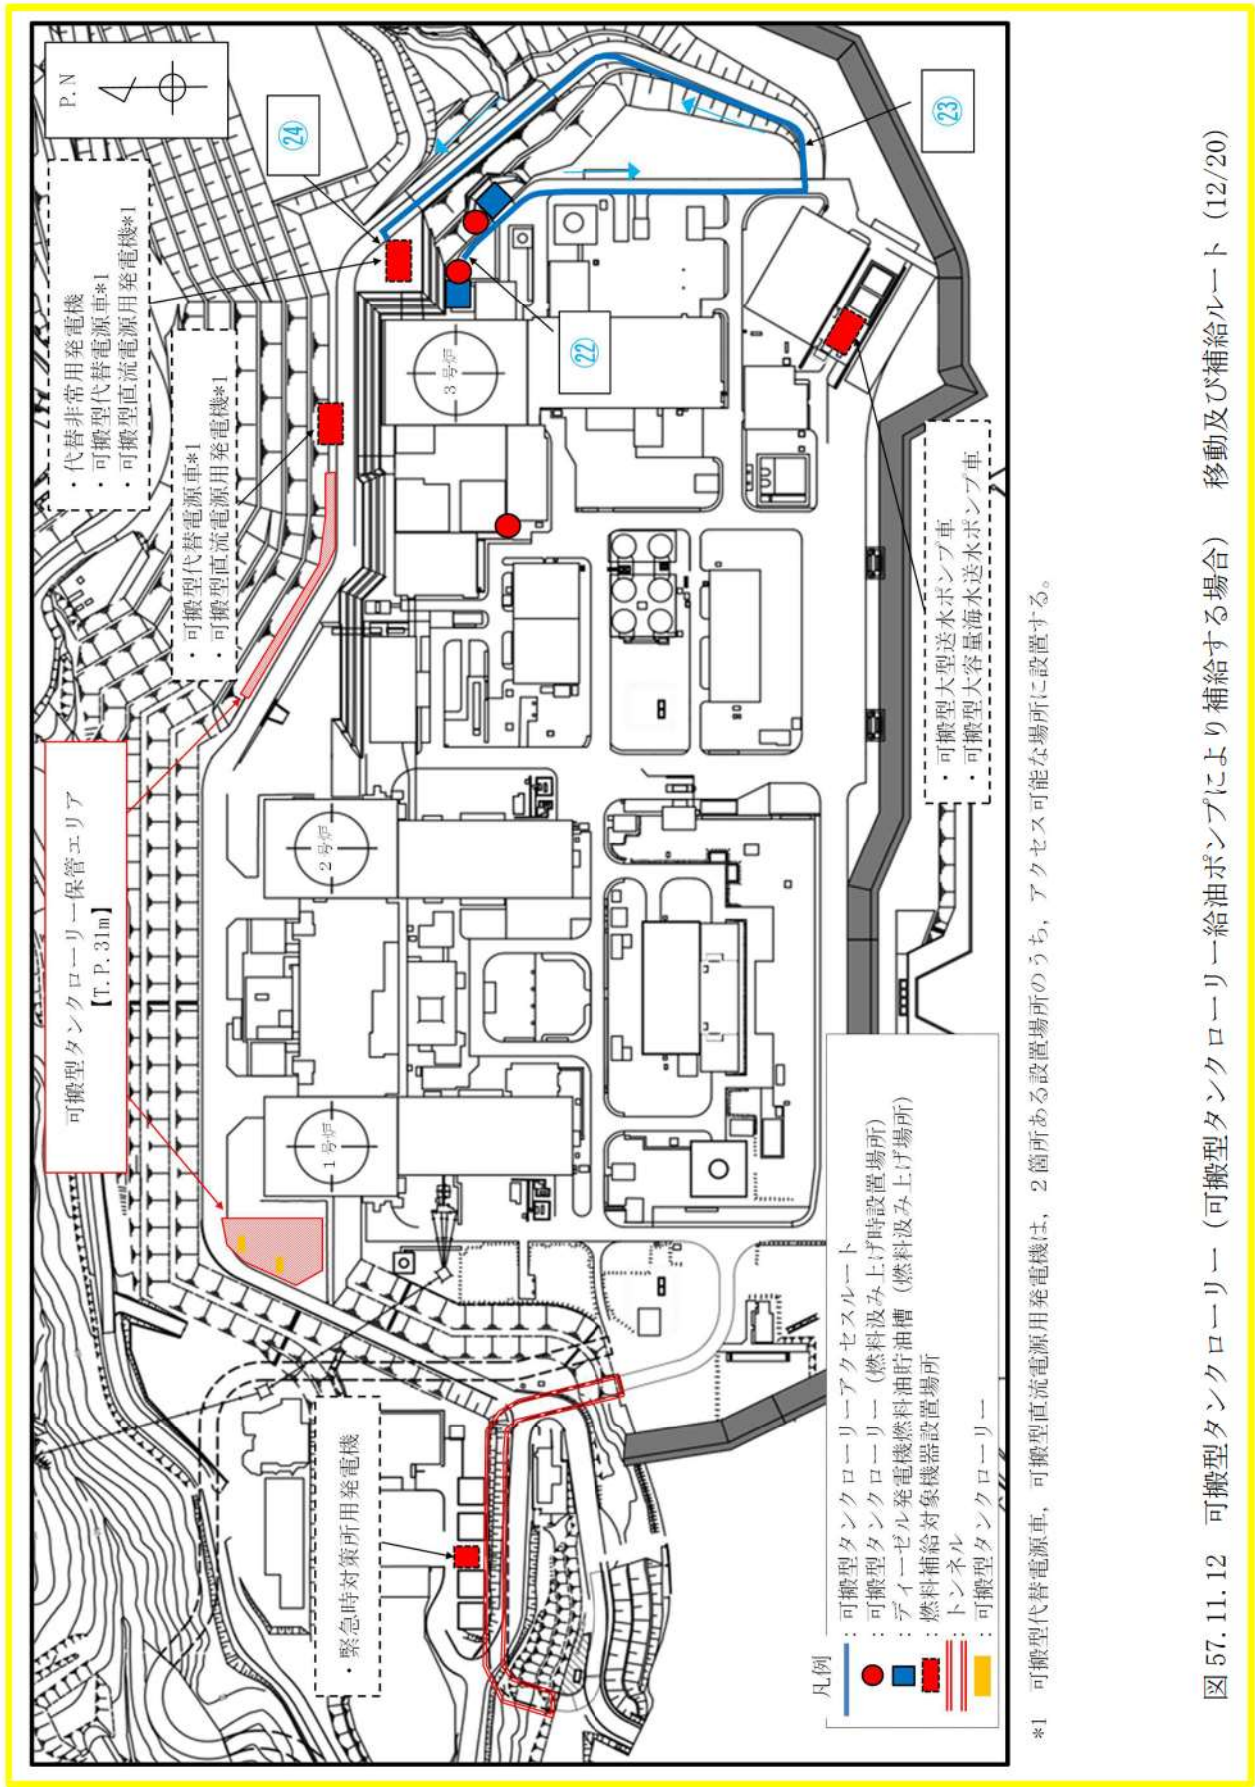 P.N
・代替非常用発電機
・可搬型代替電源車*1
・可搬型直流電源用発電機*1
・可搬型代替電源車*1
・可搬型直流電源用発電機*1
可搬型タンクローリー保管エリア
【T.P.31m】
・緊急時対策所用発電機
1号炉
2号炉
3号炉
㉒
㉓
㉔
・可搬型大型送水ポンプ車
・可搬型大容量海水送水ポンプ車
凡例
：可搬型タンクローリーアクセスルート
：可搬型タンクローリー（燃料汲み上げ時設置場所）
：ディーゼル発電機燃料油貯油槽（燃料汲み上げ場所）
：燃料補給対象機器設置場所
：トンネル
：可搬型タンクローリー
*1　可搬型代替電源車，可搬型直流電源用発電機は，2箇所ある設置場所のうち，アクセス可能な場所に設置する。
図57.11.12　可搬型タンクローリー（可搬型タンクローリー給油ポンプにより補給する場合）　移動及び補給ルート（12/20）